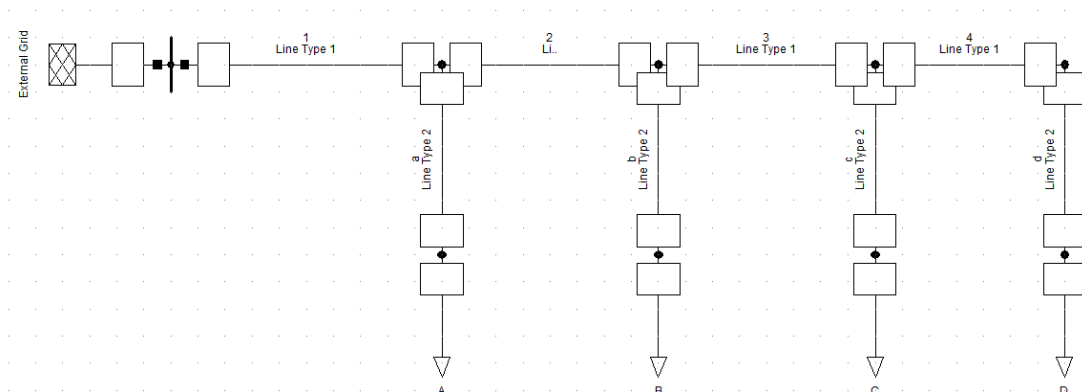 External Grid
1
Line Type 1
2
Li..
3
Line Type 1
4
Line Type 1
a
Line Type 2
b
Line Type 2
c
Line Type 2
d
Line Type 2
A
B
C
D